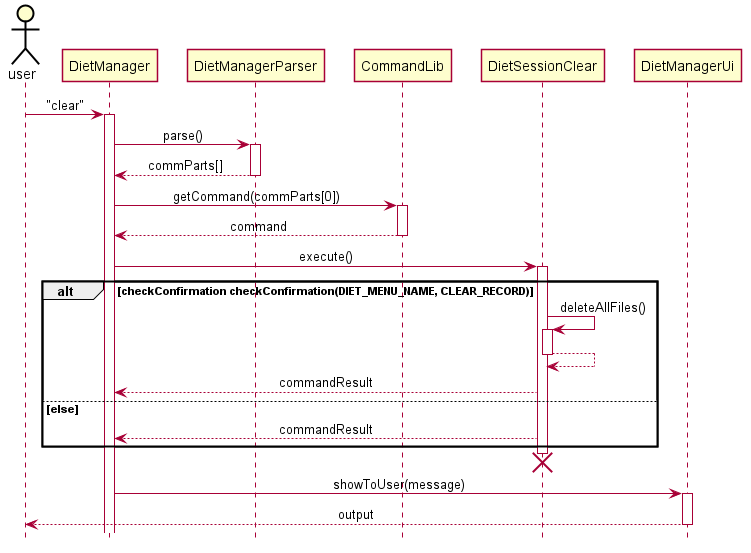 user
DietManager
DietManagerParser
CommandLib
DietSessionClear
DietManagerUi
"clear"
parse()
commParts[]
getCommand(commParts[0])
command
execute()
alt
[checkConfirmation checkConfirmation(DIET_MENU_NAME, CLEAR_RECORD)]
deleteAllFiles()
commandResult
[else]
commandResult
showToUser(message)
output